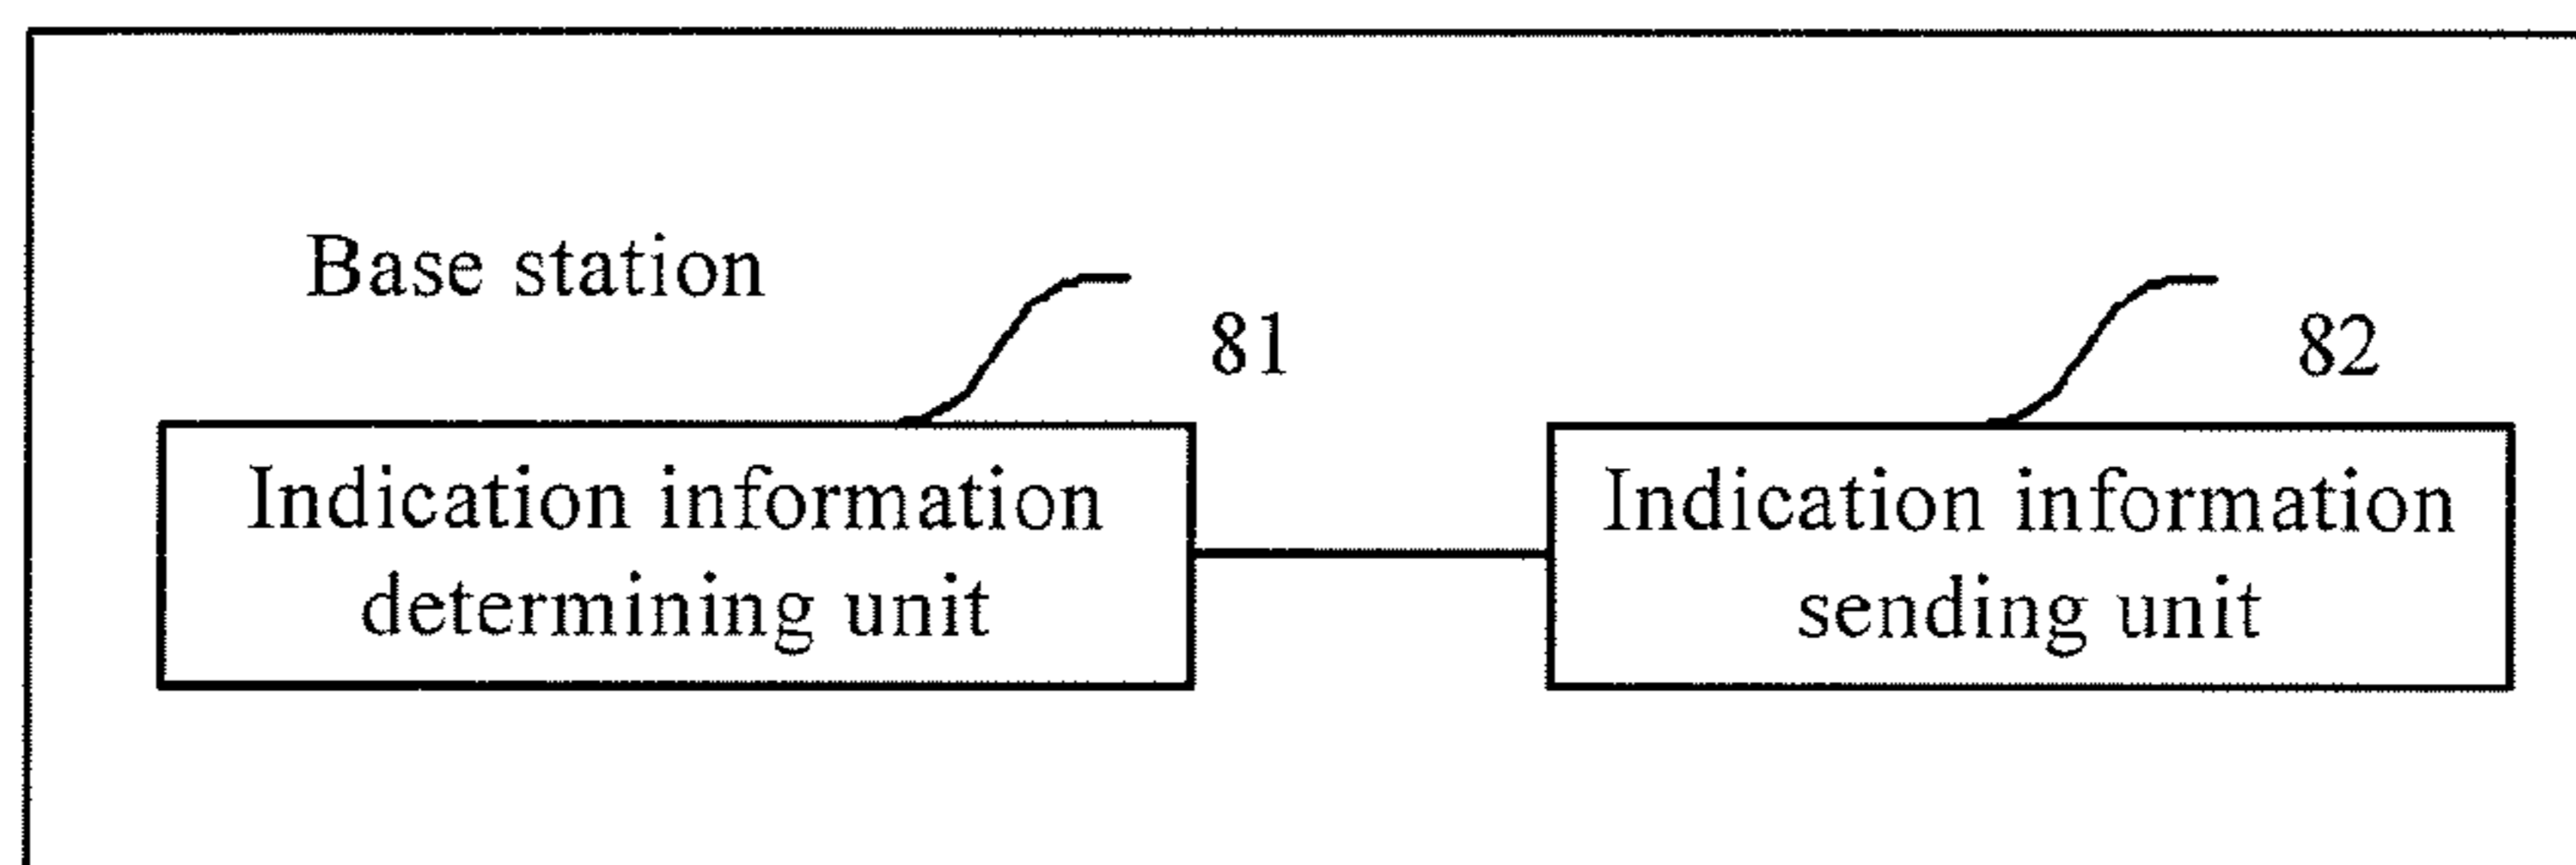 Base station
81
82
Indication information
determining unit
Indication information
sending unit